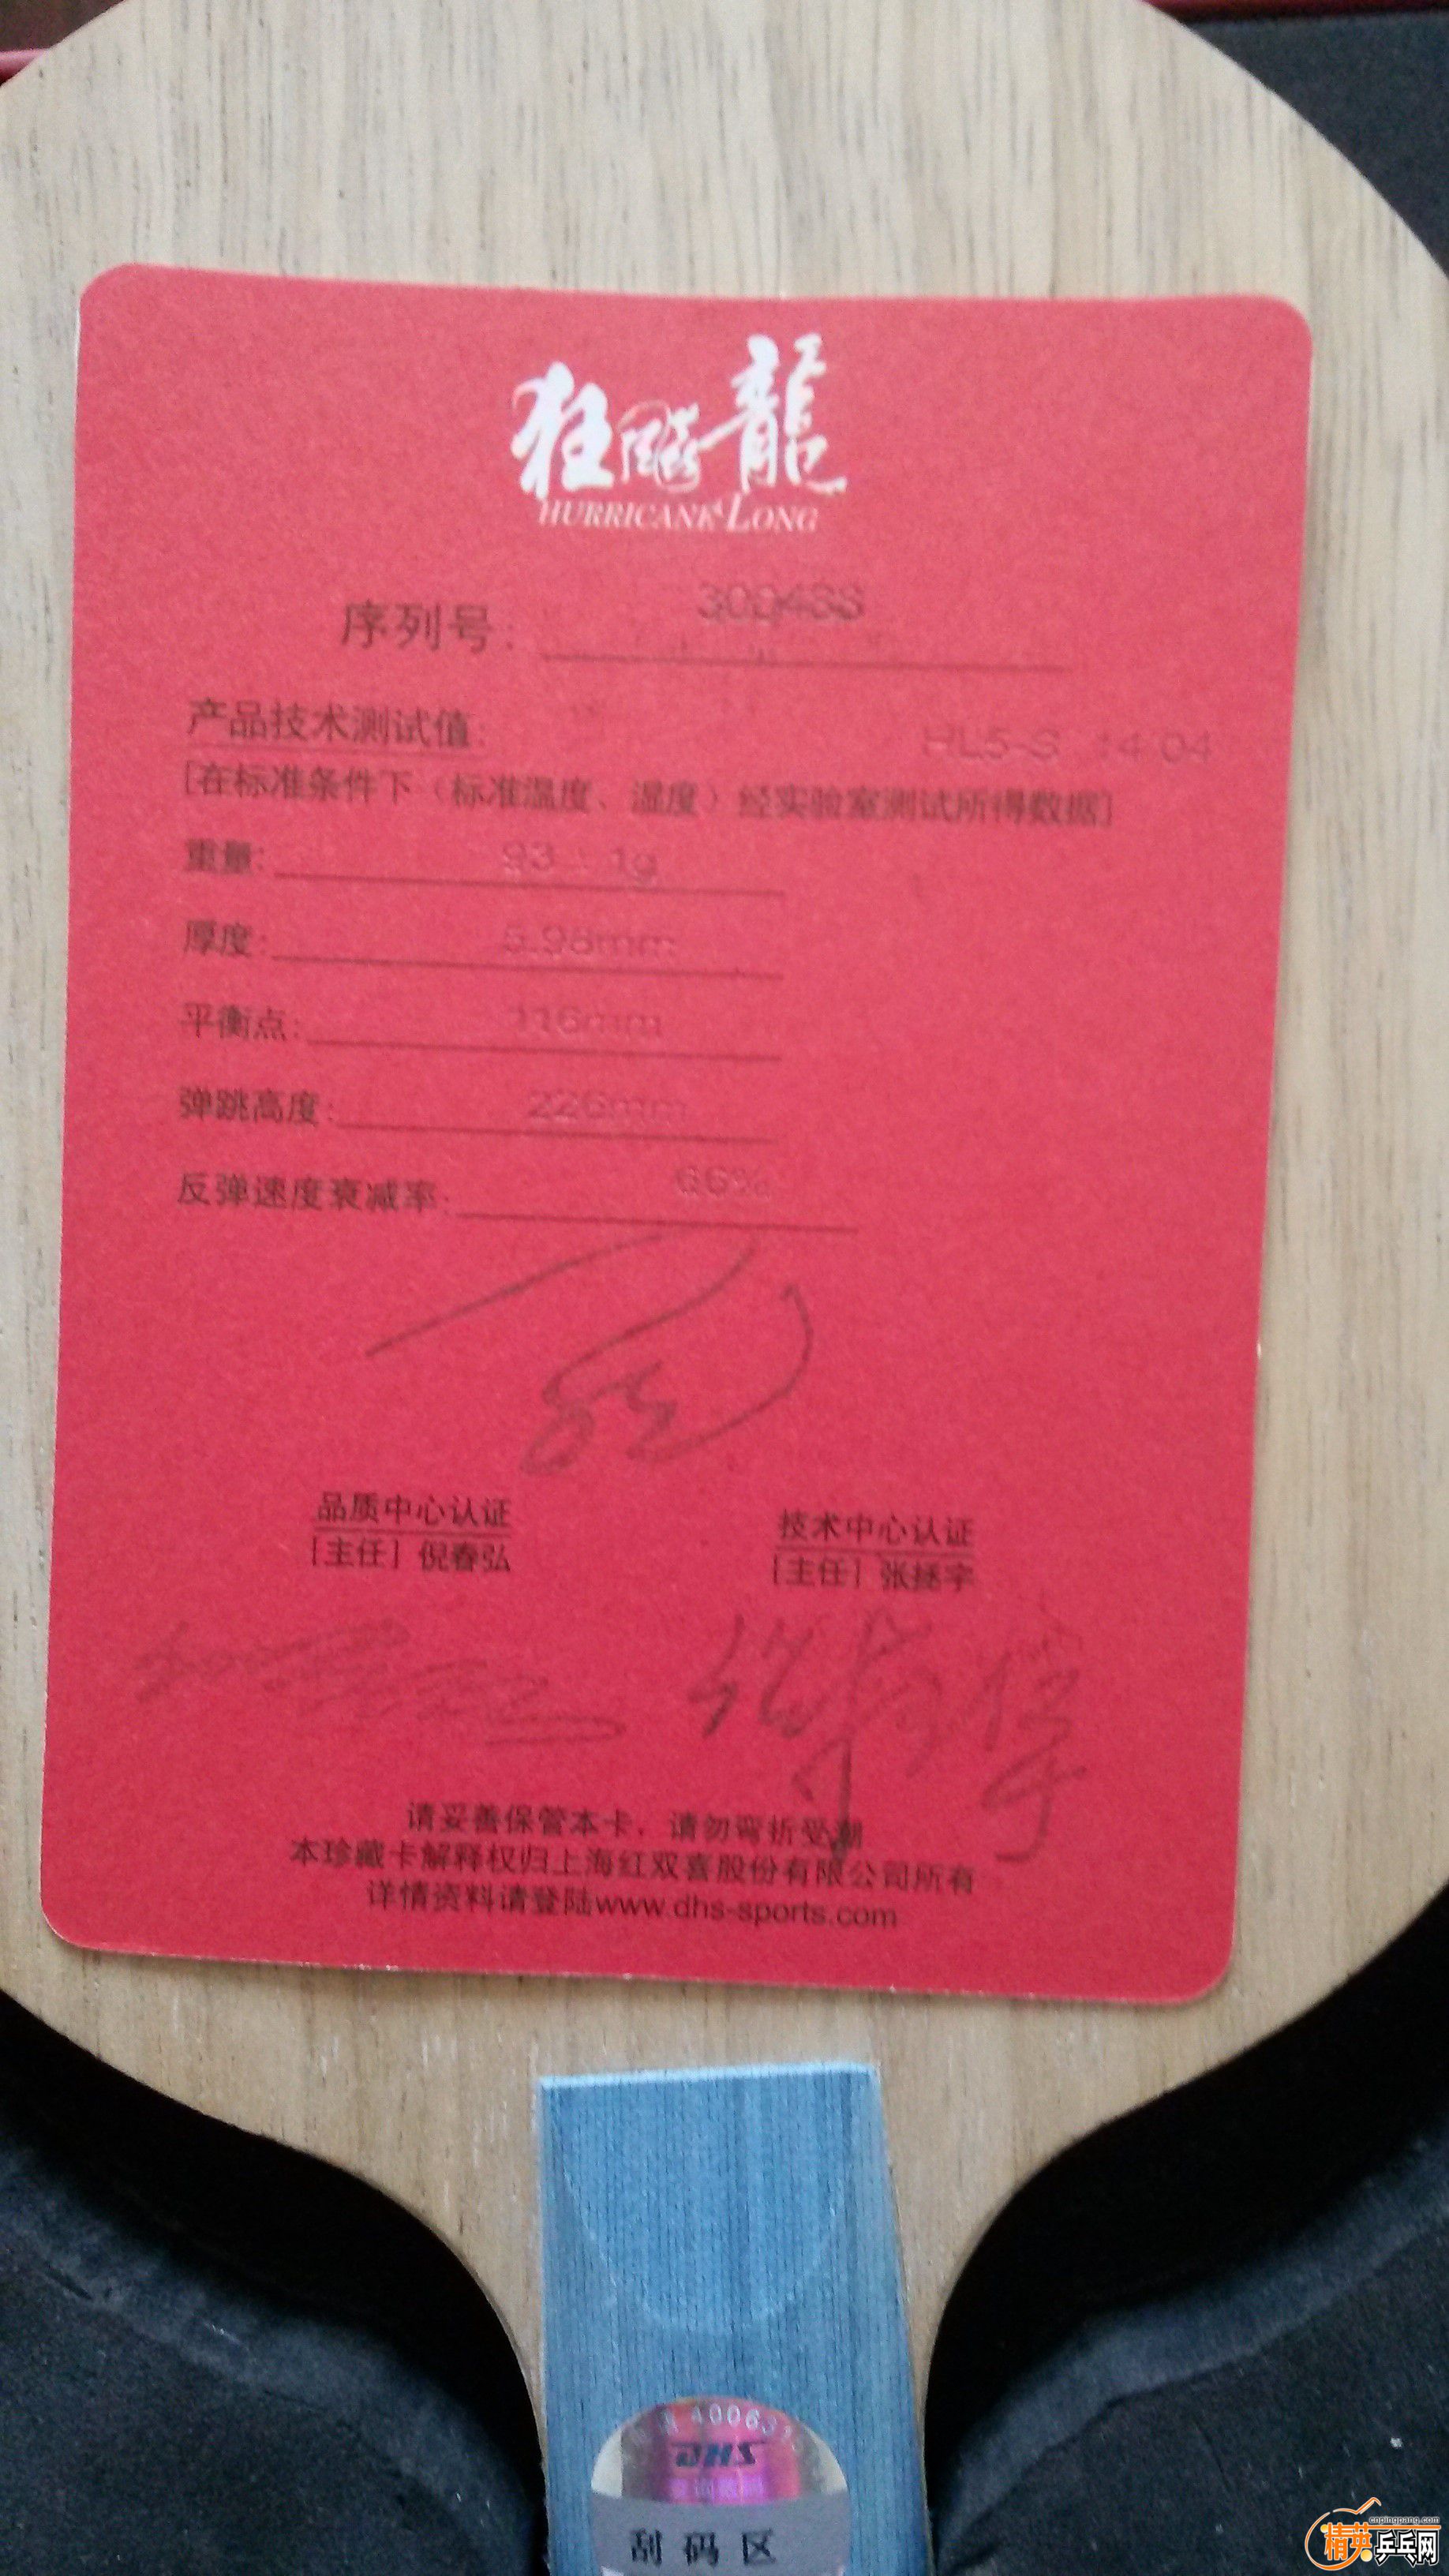 狂飚龍
HURRICANE LONG
序列号:
产品技术测试值:
HL5-S 14 04
[在标准条件下（标准温度、湿度）经实验室测试所得数据]
重量: 93±1g
厚度: 5.98mm
平衡点: 116mm
弹跳高度: 226mm
反弹速度衰减率: 66%
品质中心认证 技术中心认证
[主任] 倪春弘 [主任]
请妥善保管本卡，请勿弯折受潮
本珍藏卡解释权归上海红双喜股份有限公司所有
详情资料请登陆www.dhs-sports.com
DHS
刮码区
cnpingpang.com
精英乒乓网